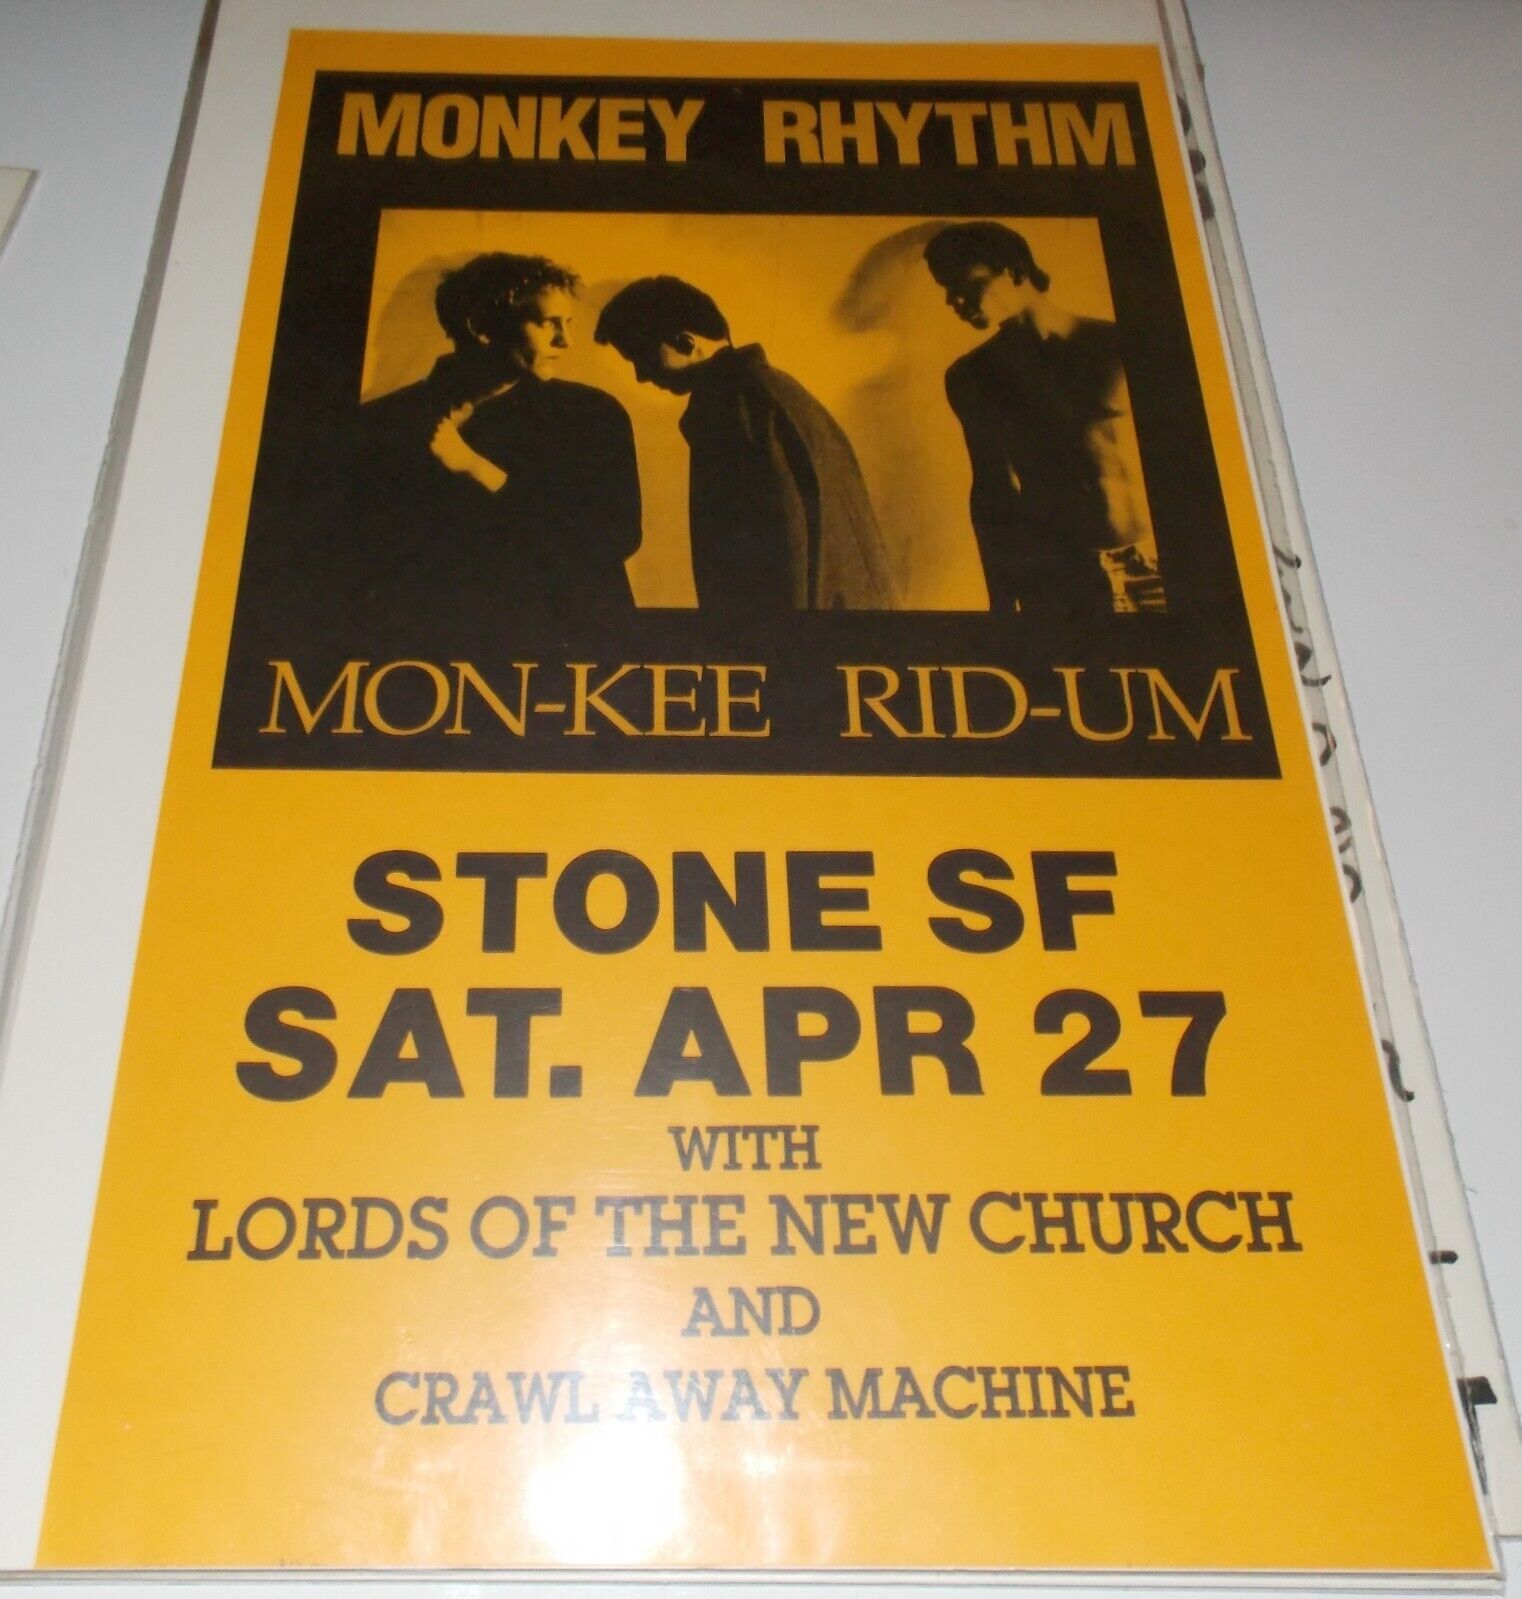 MONKEY RHYTHM
MON-KEE RID-UM
STONE SF
SAT. APR 27
WITH
LORDS OF THE NEW CHURCH
AND
CRAWL AWAY MACHINE